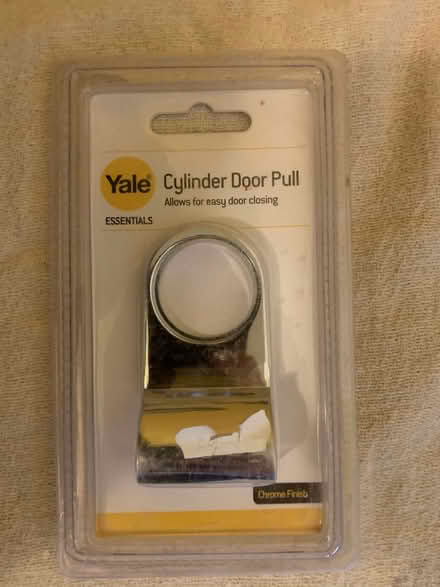 Yale®
ESSENTIALS
Cylinder Door Pull
Allows for easy door closing
Chrome Finish